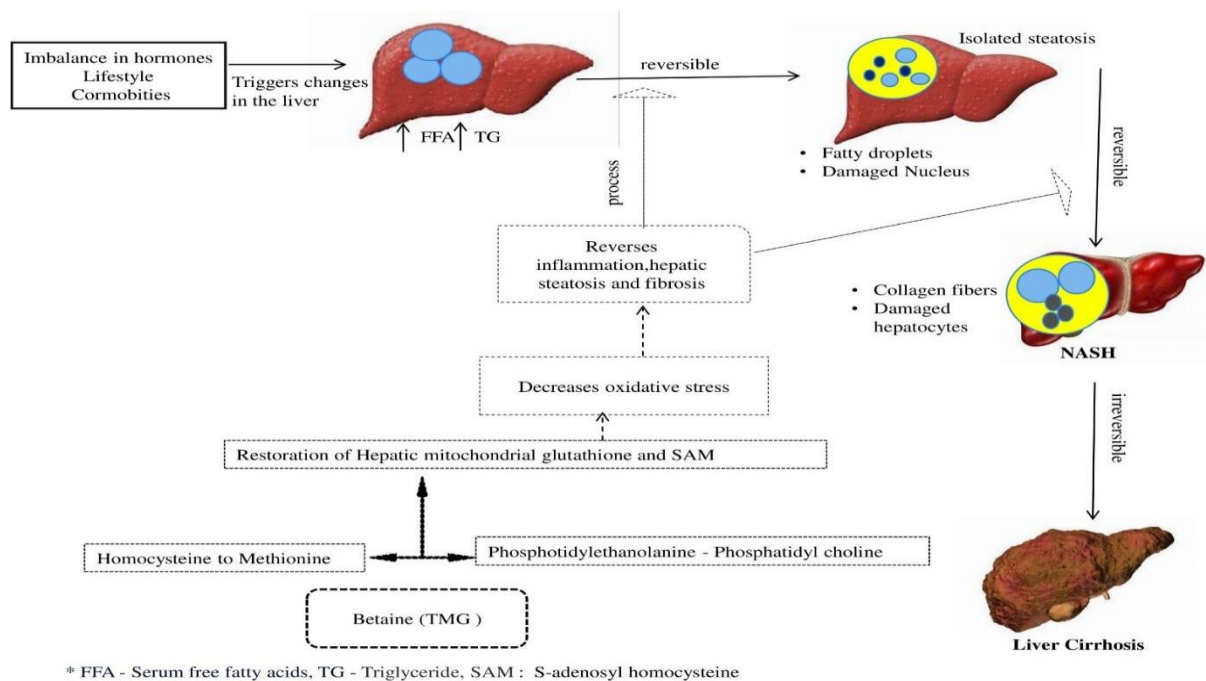 Imbalance in hormones
Lifestyle
Cormobities
Triggers changes
in the liver
FFA
TG
reversible
Isolated steatosis
• Fatty droplets
• Damaged Nucleus
reversible
process
Reverses
inflammation,hepatic
steatosis and fibrosis
• Collagen fibers
• Damaged
hepatocytes
NASH
Decreases oxidative stress
irreversible
Restoration of Hepatic mitochndrial glutathione and SAM
Homocysteine to Methionine
Phosphotidylethanolanine - Phosphatidyl choline
Betaine (TMG )
Liver Cirrhosis
* FFA - Serum free fatty acids, TG - Triglyceride, SAM : S-adenosyl homocysteine